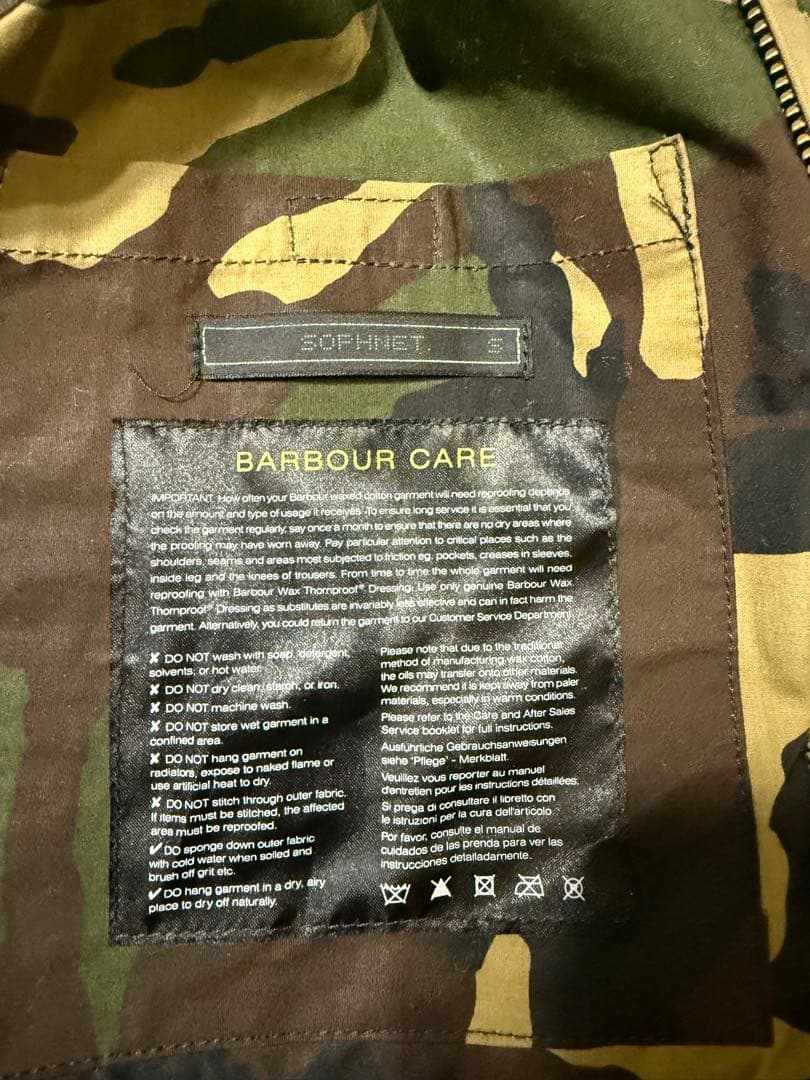 SOPHNET. S
BARBOUR CARE
IMPORTANT. How often your Barbour waxed cotton garment will need reproofing depends
on the amount and type of usage it receives. To ensure long service it is essential that you
check the garment regularly, say once a month to ensure that there are no dry areas where
the proofing may have worn away. Pay particular attention to critical places such as the
shoulders, seams and areas most subjected to friction eg. pockets, creases in sleeves,
inside leg and the knees of trousers. From time to time the whole garment will need
reproofing with Barbour Wax Thornproof® Dressing. Use only genuine Barbour Wax
Thornproof® Dressing as substitutes are invariably less effective and can in fact harm the
garment. Alternatively, you could return the garment to our Customer Service Department.
✘ DO NOT wash with soap, detergent,
solvents, or hot water.
✘ DO NOT dry clean, starch, or iron.
✘ DO NOT machine wash.
✘ DO NOT store wet garment in a
confined area.
✘ DO NOT hang garment on
radiators, expose to naked flame or
use artificial heat to dry.
✘ DO NOT stitch through outer fabric.
If items must be stitched, the affected
area must be reproofed.
✔ DO sponge down outer fabric
with cold water when soiled and
brush off grit etc.
✔ DO hang garment in a dry, airy
place to dry off naturally.
Please note that due to the traditional
method of manufacturing wax cotton,
the oils may transfer onto other materials.
We recommend it is kept away from paler
materials, especially in warm conditions.
Please refer to the Care and After Sales
Service booklet for full instructions.
Ausführliche Gebrauchsanweisungen
siehe 'Pflege' - Merkblatt.
Veuillez vous reporter au manuel
d'entretien pour les instructions détaillées.
Si prega di consultare il libretto con
le istruzioni per la cura dell'articolo
Por favor, consulte el manual de
cuidados de las prenda para ver las
instrucciones detalladamente.